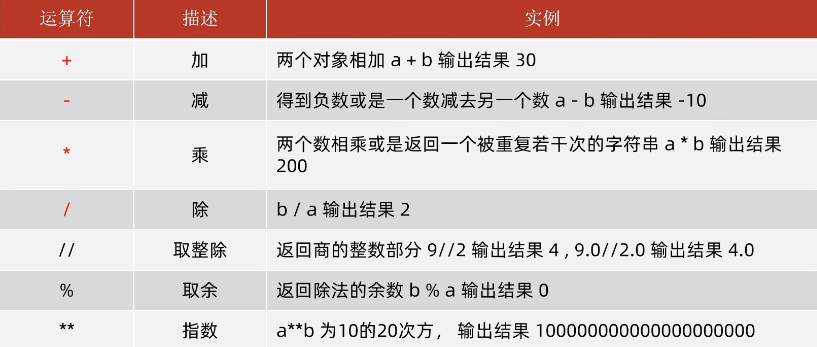 运算符 描述 实例
+ 加 两个对象相加 a + b 输出结果 30
- 减 得到负数或是一个数减去另一个数 a - b 输出结果 -10
* 乘 两个数相乘或是返回一个被重复若干次的字符串 a * b 输出结果
200
/ 除 b / a 输出结果 2
// 取整除 返回商的整数部分 9//2 输出结果 4 , 9.0//2.0 输出结果 4.0
% 取余 返回除法的余数 b % a 输出结果 0
** 指数 a**b 为10的20次方， 输出结果 100000000000000000000